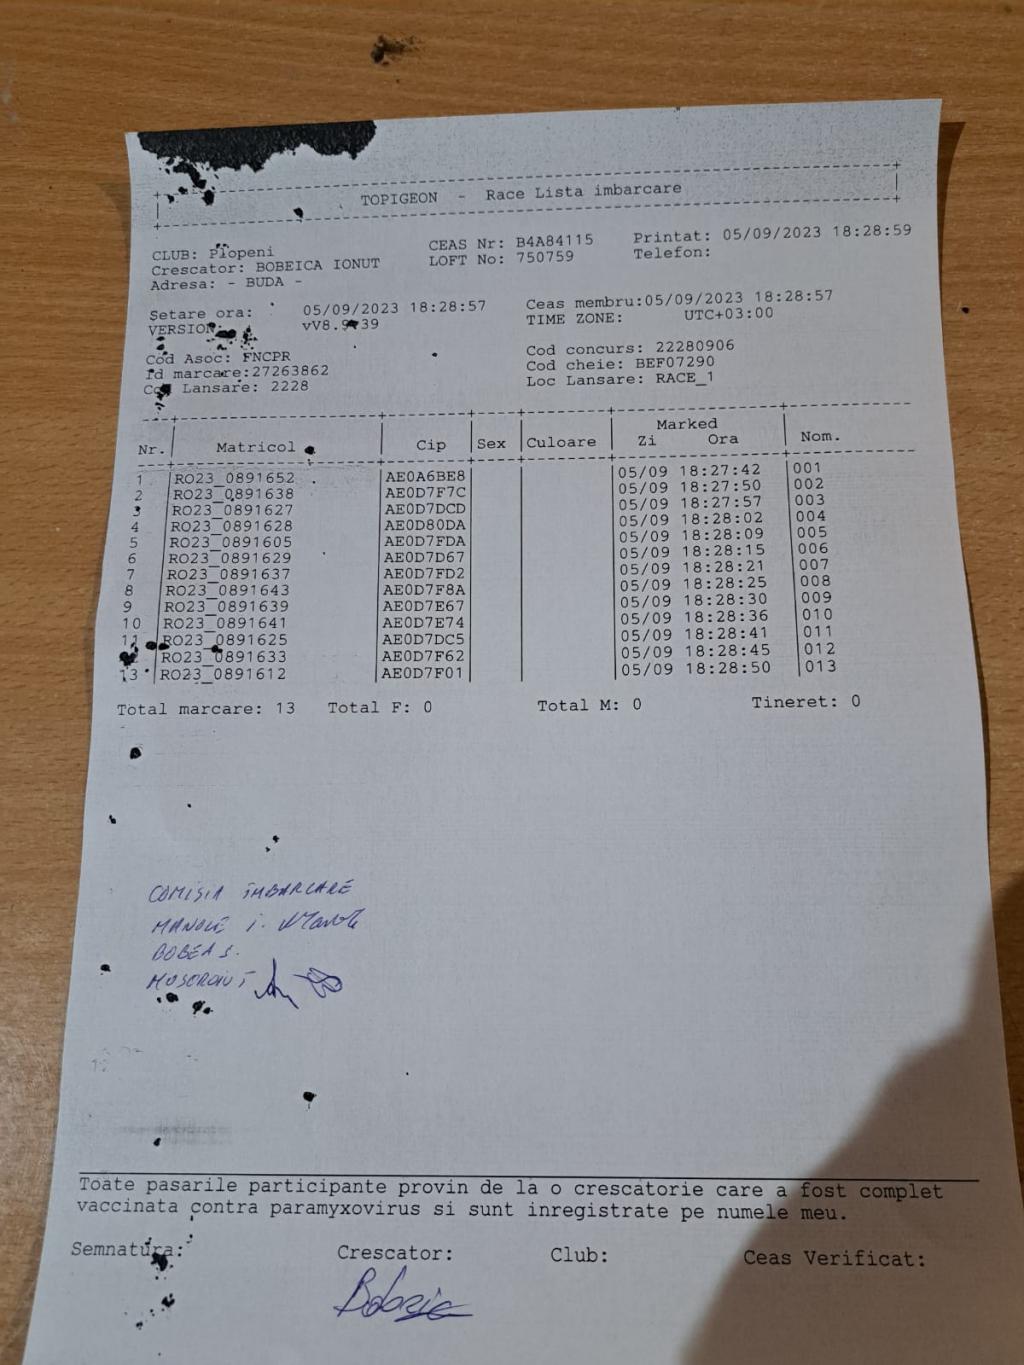 TOPIGEON - Race Lista imbarcare
CLUB: Plopeni CEAS Nr: B4A84115 Printat: 05/09/2023 18:28:59
Crescator: BOBEICA IONUT LOFT No: 750759 Telefon:
Adresa: - BUDA -
Setare ora: 05/09/2023 18:28:57 Ceas membru:05/09/2023 18:28:57
VERSION: TIME ZONE: UTC+03:00
Cod Asoc: FNCPR Cod concurs: 22280906
Id marcare:27263862 Cod cheie: BEF07290
Cod Lansare: 2228 Loc Lansare: RACE_1
Marked
Nr. Matricol Cip Sex Culoare Zi Ora Nom.
1 RO23_0891652 AE0A6BE8 05/09 18:27:42 001
2 RO23_0891638 AE0D7F7C 05/09 18:27:50 002
3 RO23_0891627 AE0D7DCD 05/09 18:27:57 003
4 RO23_0891628 AE0D80DA 05/09 18:28:02 004
5 RO23_0891605 AE0D7FDA 05/09 18:28:09 005
6 RO23_0891629 AE0D7D67 05/09 18:28:15 006
7 RO23_0891637 AE0D7FD2 05/09 18:28:21 007
8 RO23_0891643 AE0D7F8A 05/09 18:28:25 008
9 RO23_0891639 AE0D7E67 05/09 18:28:30 009
10 RO23_0891641 AE0D7E74 05/09 18:28:36 010
11 RO23_0891625 AE0D7DC5 05/09 18:28:41 011
12 RO23_0891633 AE0D7F62 05/09 18:28:45 012
13 RO23_0891612 AE0D7F01 05/09 18:28:50 013
Total marcare: 13 Total F: 0 Total M: 0 Tineret: 0
COMISIA ÎMBARCARE
MANOLE I.
BOBEA S.
Toate pasarile participante provin de la o crescatorie care a fost complet
vaccinata contra paramyxovirus si sunt inregistrate pe numele meu.
Semnatura: Crescator: Club: Ceas Verificat: